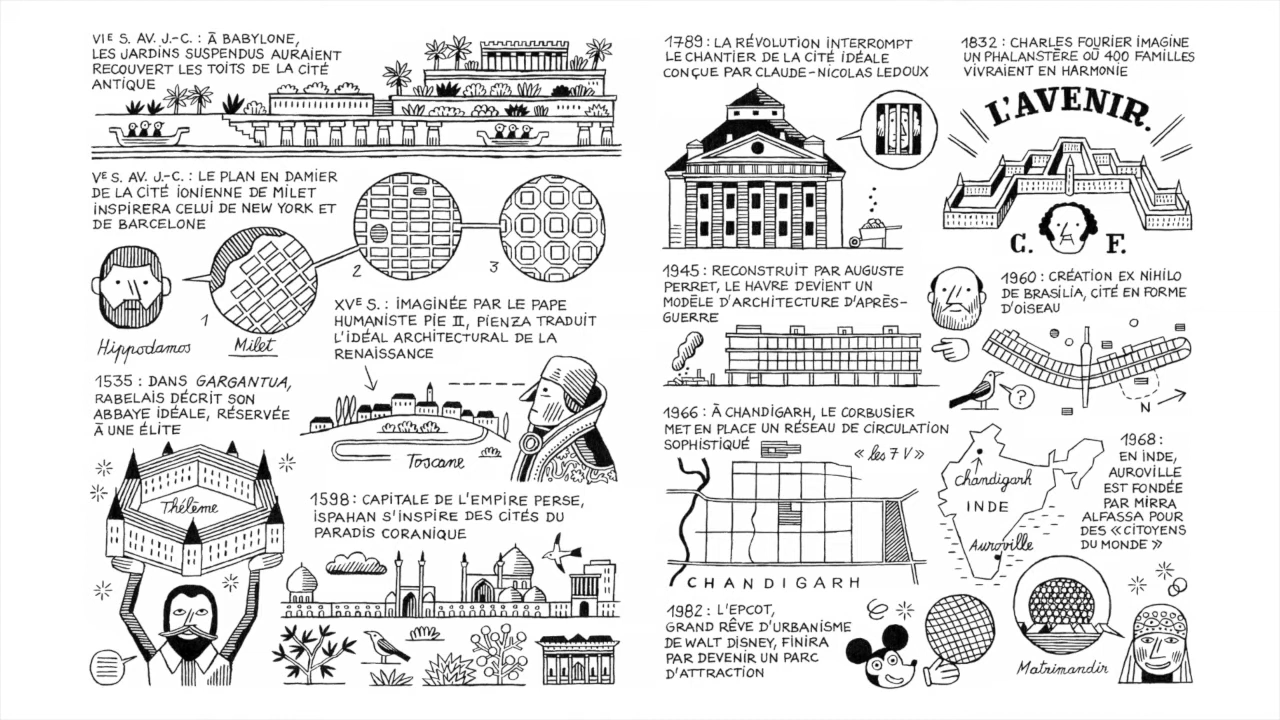 VIE S. AV. J.-C. : À BABYLONE,
LES JARDINS SUSPENDUS AURAIENT
RECOUVERT LES TOITS DE LA CITÉ
ANTIQUE
VE S. AV. J.-C. : LE PLAN EN DAMIER
DE LA CITÉ IONIENNE DE MILET
INSPIRERA CELUI DE NEW YORK ET
DE BARCELONE
1
2
3
Hippodamos
Milet
XVE S. : IMAGINÉE PAR LE PAPE
HUMANISTE PIE II, PIENZA TRADUIT
L'IDÉAL ARCHITECTURAL DE LA
RENAISSANCE
Toscane
1535 : DANS GARGANTUA,
RABELAIS DÉCRIT SON
ABBAYE IDÉALE, RÉSERVÉE
À UNE ÉLITE
Thélème
1598 : CAPITALE DE L'EMPIRE PERSE,
ISPAHAN S'INSPIRE DES CITÉS DU
PARADIS CORANIQUE
1789 : LA RÉVOLUTION INTERROMPT
LE CHANTIER DE LA CITÉ IDÉALE
CONÇUE PAR CLAUDE-NICOLAS LEDOUX
1832 : CHARLES FOURIER IMAGINE
UN PHALANSTÈRE OÙ 400 FAMILLES
VIVRAIENT EN HARMONIE
L'AVENIR.
C. F.
1945 : RECONSTRUIT PAR AUGUSTE
PERRET, LE HAVRE DEVIENT UN
MODÈLE D'ARCHITECTURE D'APRÈS-
GUERRE
1960 : CRÉATION EX NIHILO
DE BRASILIA, CITÉ EN FORME
D'OISEAU
?
N
1966 : À CHANDIGARH, LE CORBUSIER
MET EN PLACE UN RÉSEAU DE CIRCULATION
SOPHISTIQUÉ
« les 7 V »
CHANDIGARH
Chandigarh
INDE
Auroville
1968 :
EN INDE,
AUROVILLE
EST FONDÉE
PAR MIRRA
ALFASSA POUR
DES « CITOYENS
DU MONDE »
Matrimandir
1982 : L'EPCOT,
GRAND RÊVE D'URBANISME
DE WALT DISNEY, FINIRA
PAR DEVENIR UN PARC
D'ATTRACTION